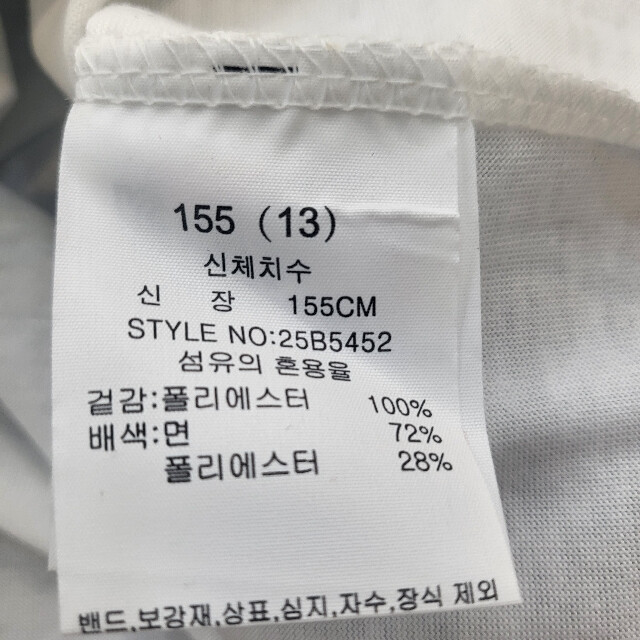 155 (13)
신체치수
신 장 155CM
STYLE NO:25B5452
섬유의 혼용율
겉감:폴리에스터 100%
배색:면 72%
폴리에스터 28%
밴드,보강재,상표,심지,자수,장식 제외